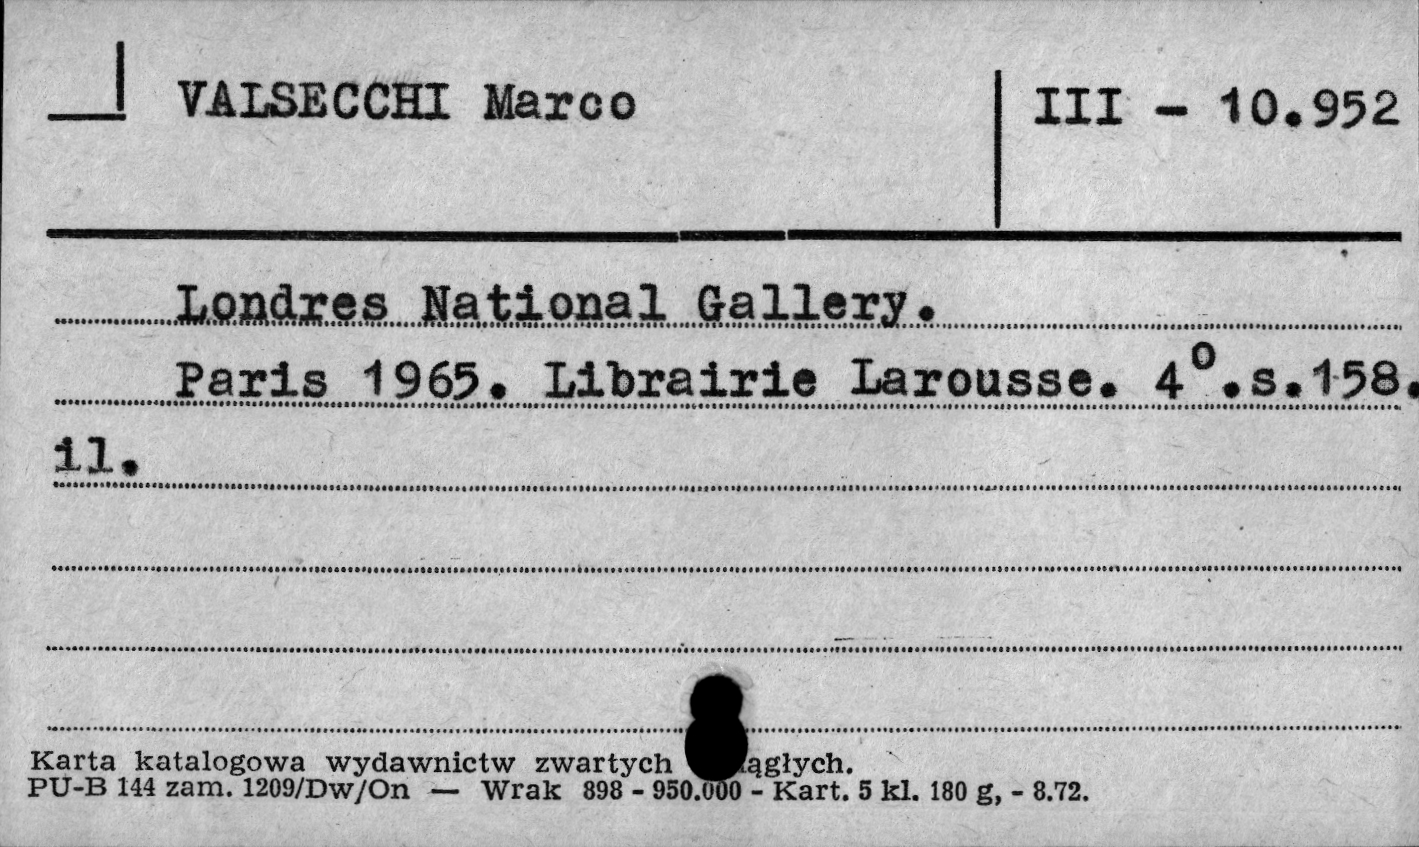 VALSECCHI Marco
III - 10.952
Londres National Gallery.
Paris 1965. Librairie Larousse. 4°.s.158.
il.
Karta katalogowa wydawnictw zwartych
PU-B 144 zam. 1209/Dw/On — Wrak 898 - 950.000 - Kart. 5 kl. 180 g, - 8.72.